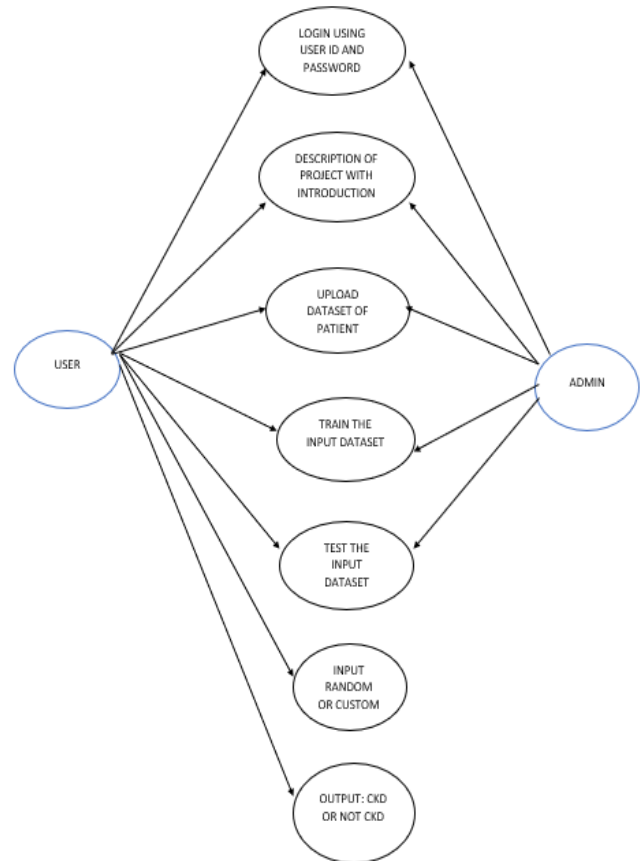 LOGIN USING
USER ID AND
PASSWORD
DESCRIPTION OF
PROJECT WITH
INTRODUCTION
UPLOAD
DATASET OF
PATIENT
USER
ADMIN
TRAIN THE
INPUT DATASET
TEST THE
INPUT
DATASET
INPUT
RANDOM
OR CUSTOM
OUTPUT: CKD
OR NOT CKD